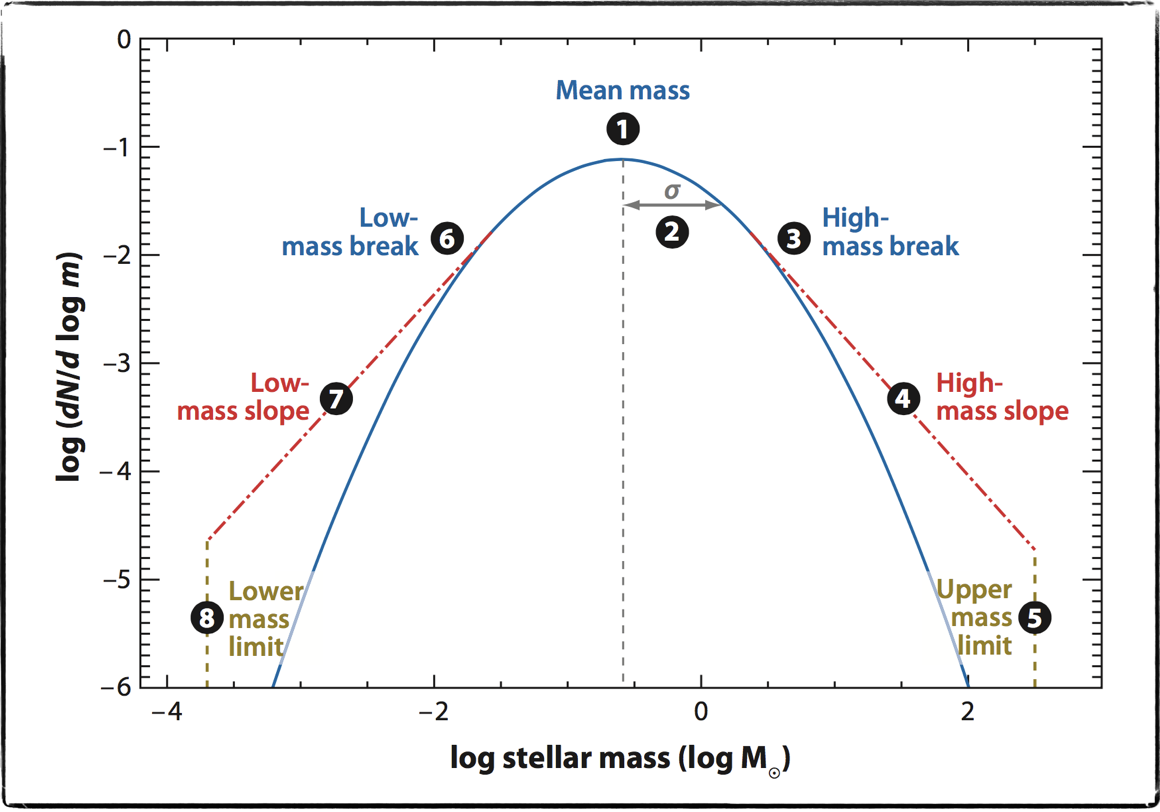 0
Mean mass
1
−1
σ
Low-
mass break
6
2
3
High-
mass break
−2
log (dN/d log m)
−3
Low-
mass slope
7
4
High-
mass slope
−4
−5
Lower
mass
limit
8
Upper
mass
limit
5
−6
−4
−2
0
2
log stellar mass (log M☉)